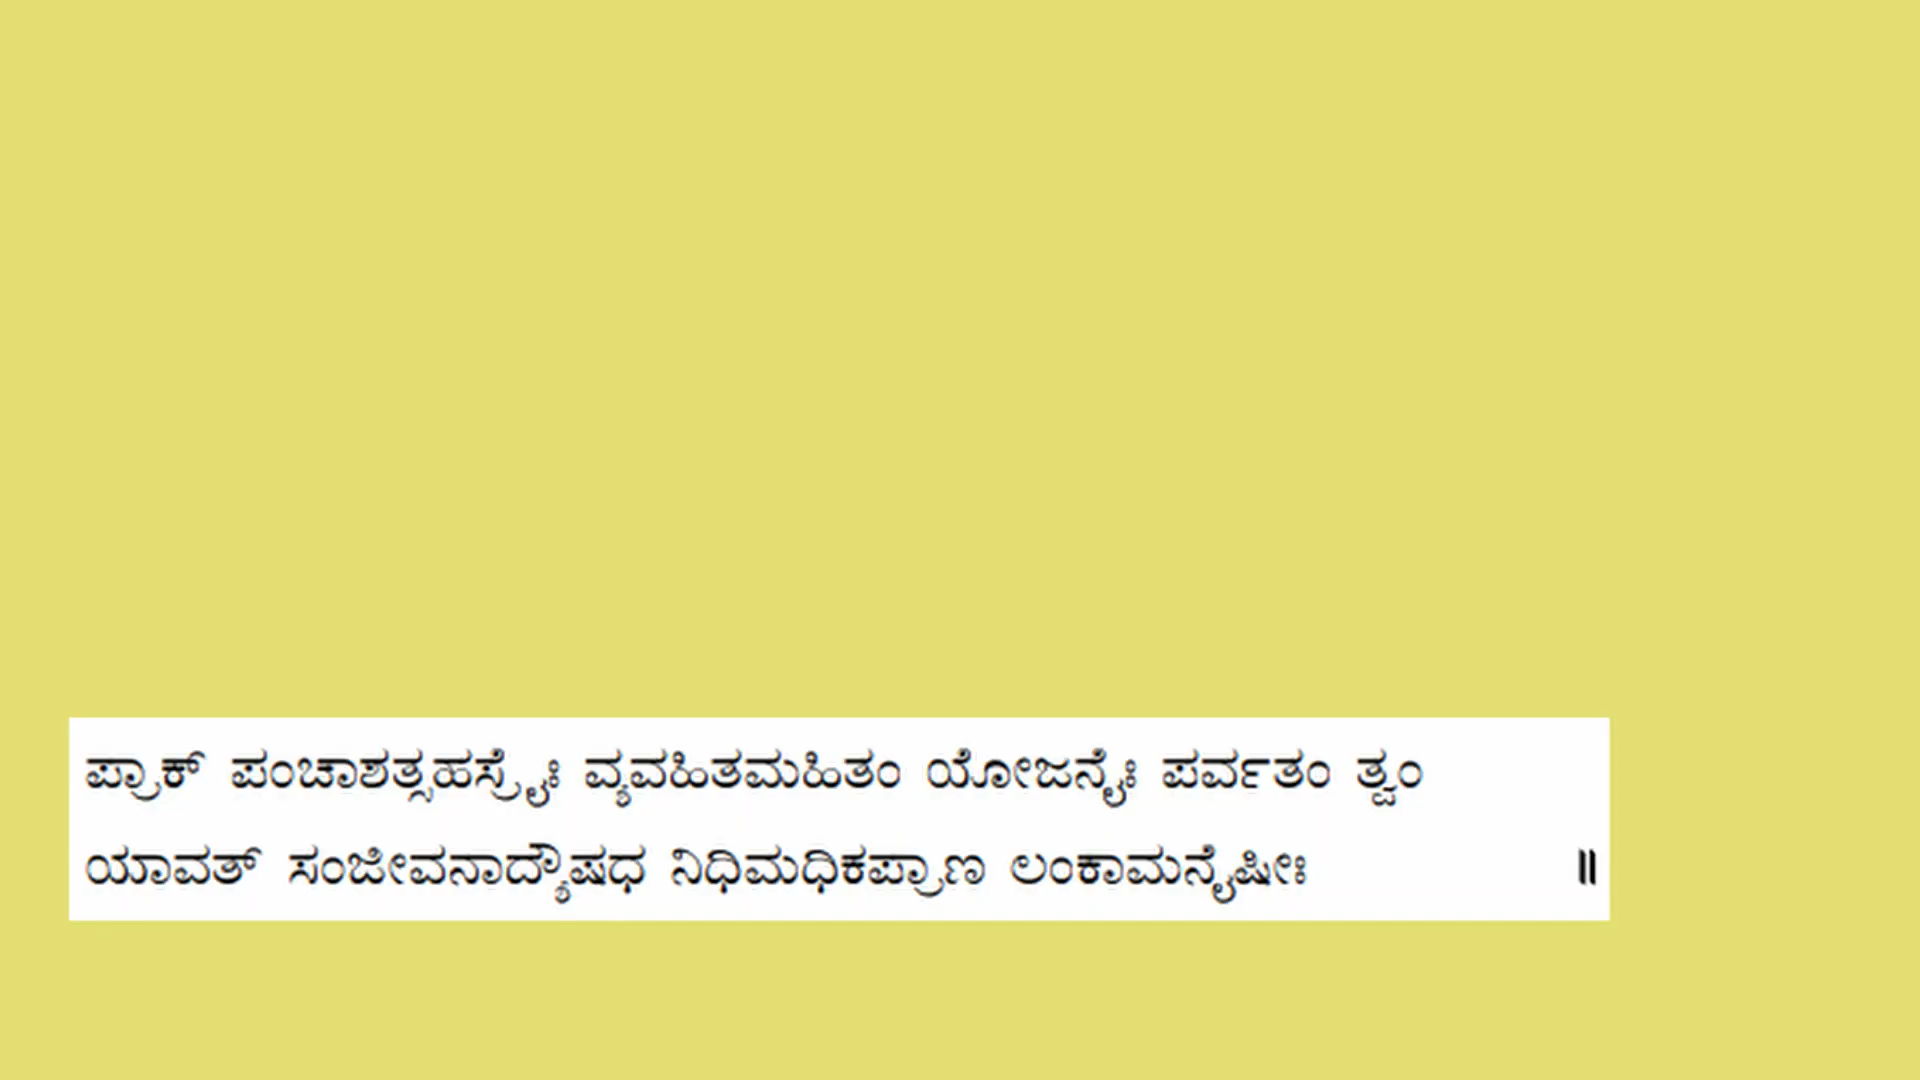 ಪ್ರಾಕ್ ಪಂಚಾಶತ್ಸಹಸ್ರೈಃ ವ್ಯವಹಿತಮಹಿತಂ ಯೋಜನೈಃ ಪರ್ವತಂ ತ್ವಂ
ಯಾವತ್ ಸಂಜೀವನಾದ್ಯೌಷಧ ನಿಧಿಮಧಿಕಪ್ರಾಣ ಲಂಕಾಮನೈಷೀಃ ॥